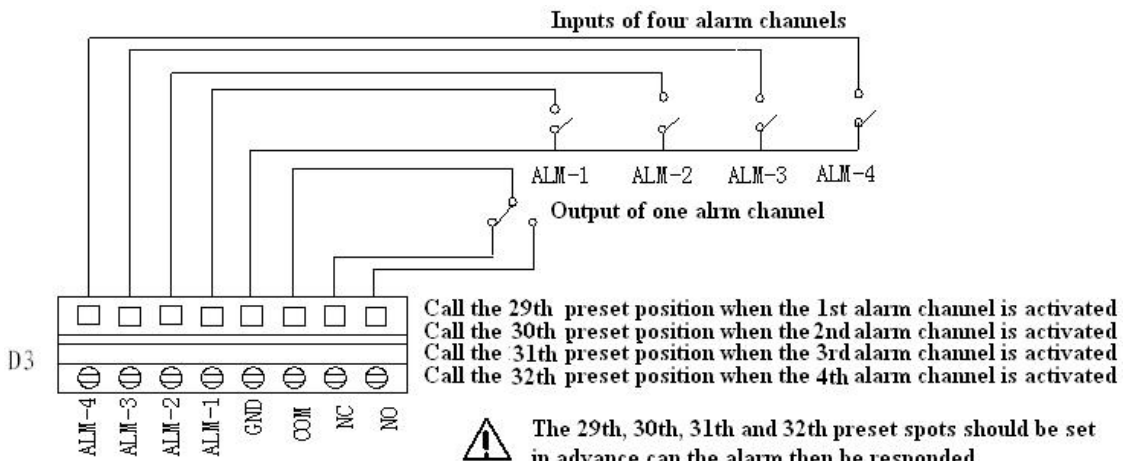 Inputs of four alarm channels
ALM-1 ALM-2 ALM-3 ALM-4
Output of one alrm channel
Call the 29th preset position when the 1st alarm channel is activated
Call the 30th preset position when the 2nd alarm channel is activated
Call the 31th preset position when the 3rd alarm channel is activated
Call the 32th preset position when the 4th alarm channel is activated
D3
ALM-4 ALM-3 ALM-2 ALM-1 GND COM NC NO
The 29th, 30th, 31th and 32th preset spots should be set
in advance can the alarm then be responded